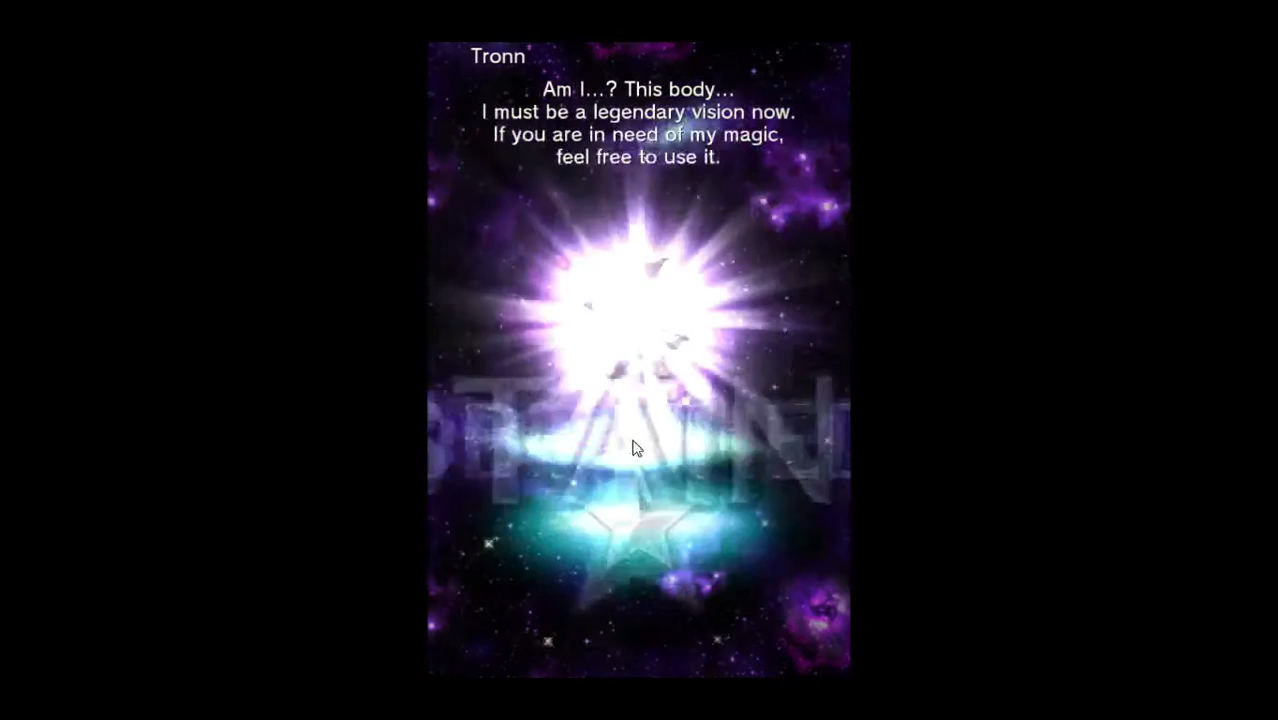 Tronn
Am I...? This body...
I must be a legendary vision now.
If you are in need of my magic,
feel free to use it.